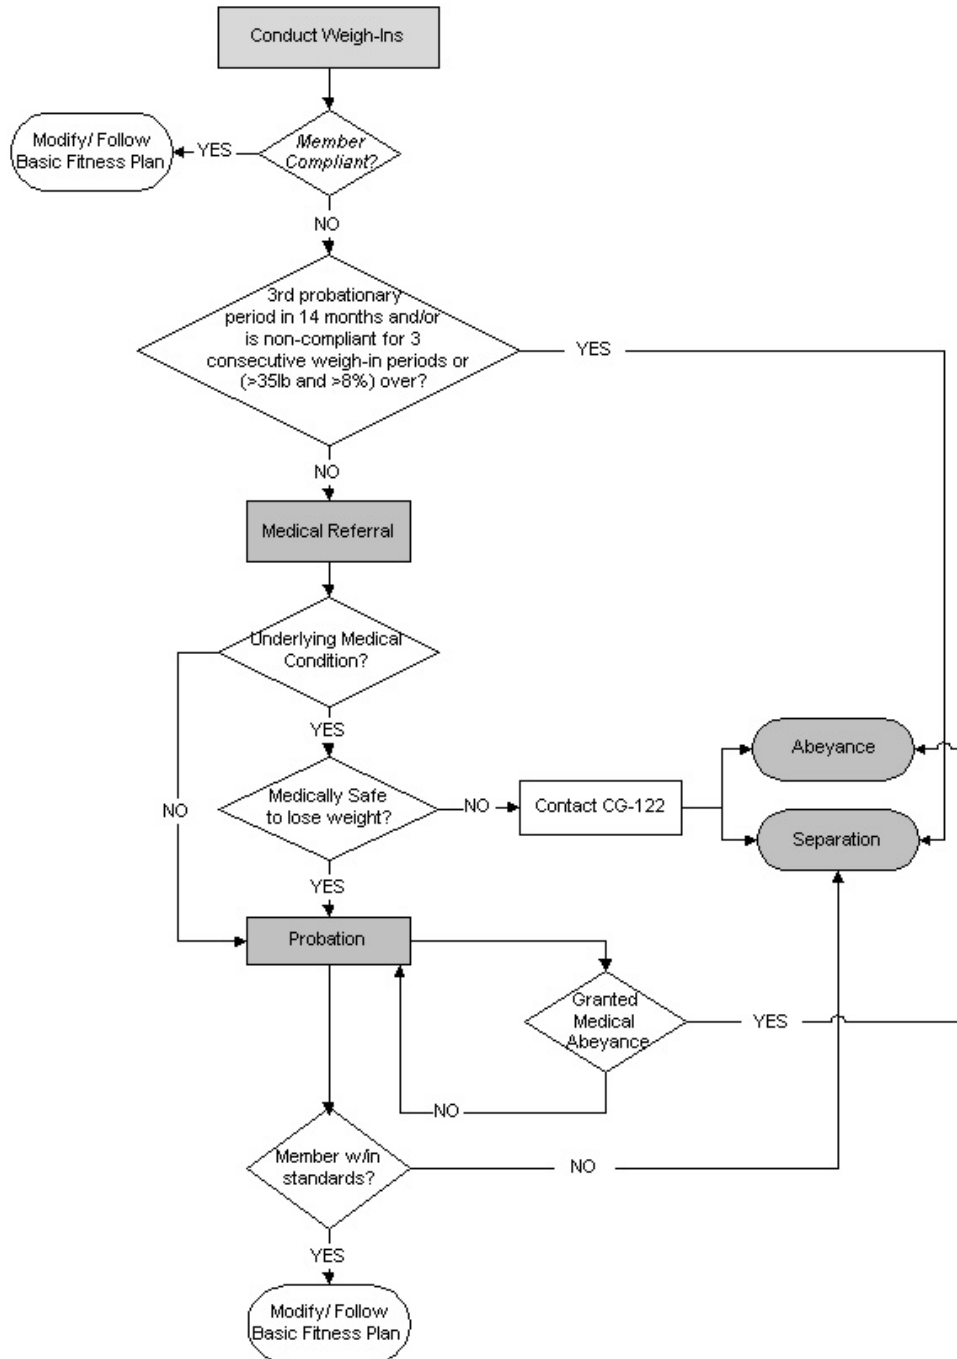 Conduct Weigh-Ins
Member
Compliant?
YES
Modify/ Follow
Basic Fitness Plan
NO
3rd probationary
period in 14 months and/or
is non-compliant for 3
consecutive weigh-in periods or
(>35lb and >8%) over?
YES
NO
Medical Referral
Underlying Medical
Condition?
YES
NO
Medically Safe
to lose weight?
NO
Contact CG-122
Abeyance
Separation
YES
Probation
Granted
Medical
Abeyance
YES
NO
Member w/in
standards?
NO
YES
Modify/ Follow
Basic Fitness Plan